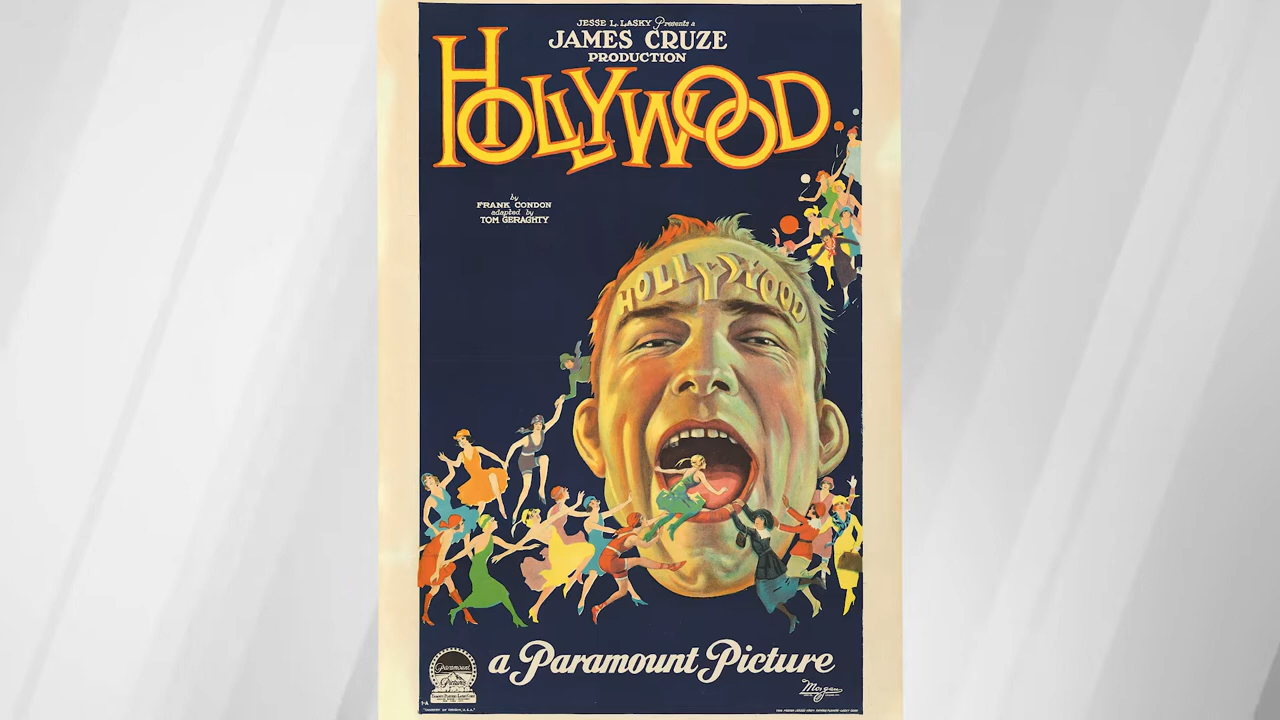 JESSE L. LASKY Presents a
JAMES CRUZE
PRODUCTION
HOLLYWOOD
by
FRANK CONDON
adapted by
TOM GERAGHTY
HOLLYWOOD
a Paramount Picture
Paramount
Pictures
Morgan